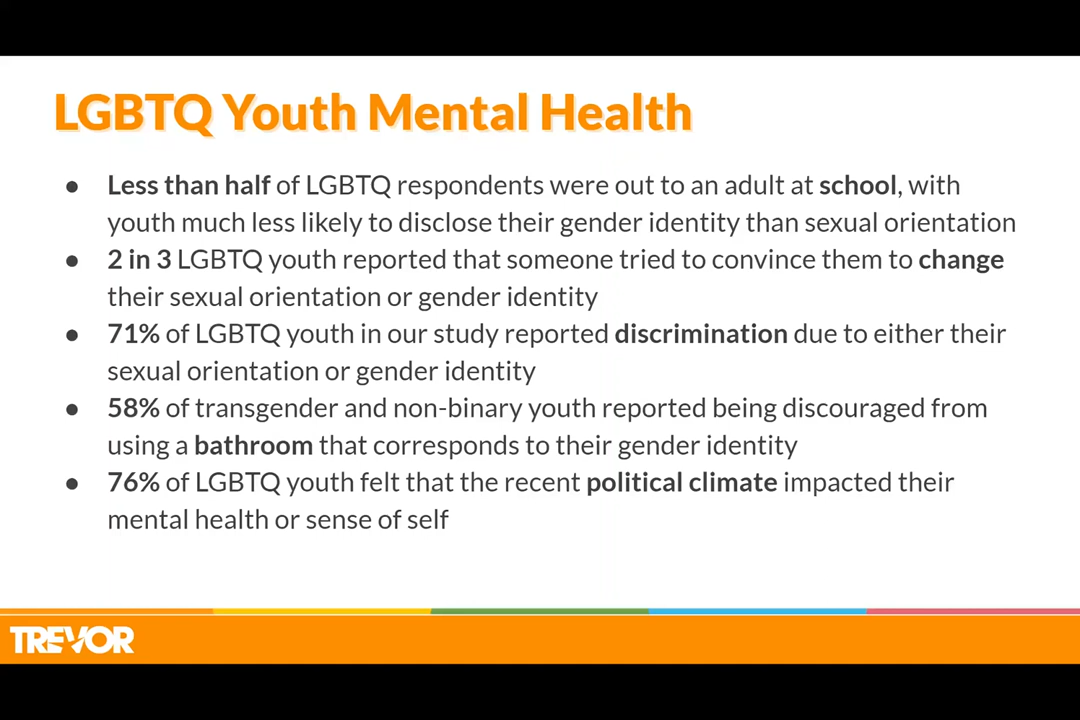 LGBTQ Youth Mental Health
● Less than half of LGBTQ respondents were out to an adult at school, with
youth much less likely to disclose their gender identity than sexual orientation
● 2 in 3 LGBTQ youth reported that someone tried to convince them to change
their sexual orientation or gender identity
● 71% of LGBTQ youth in our study reported discrimination due to either their
sexual orientation or gender identity
● 58% of transgender and non-binary youth reported being discouraged from
using a bathroom that corresponds to their gender identity
● 76% of LGBTQ youth felt that the recent political climate impacted their
mental health or sense of self
TREVOR